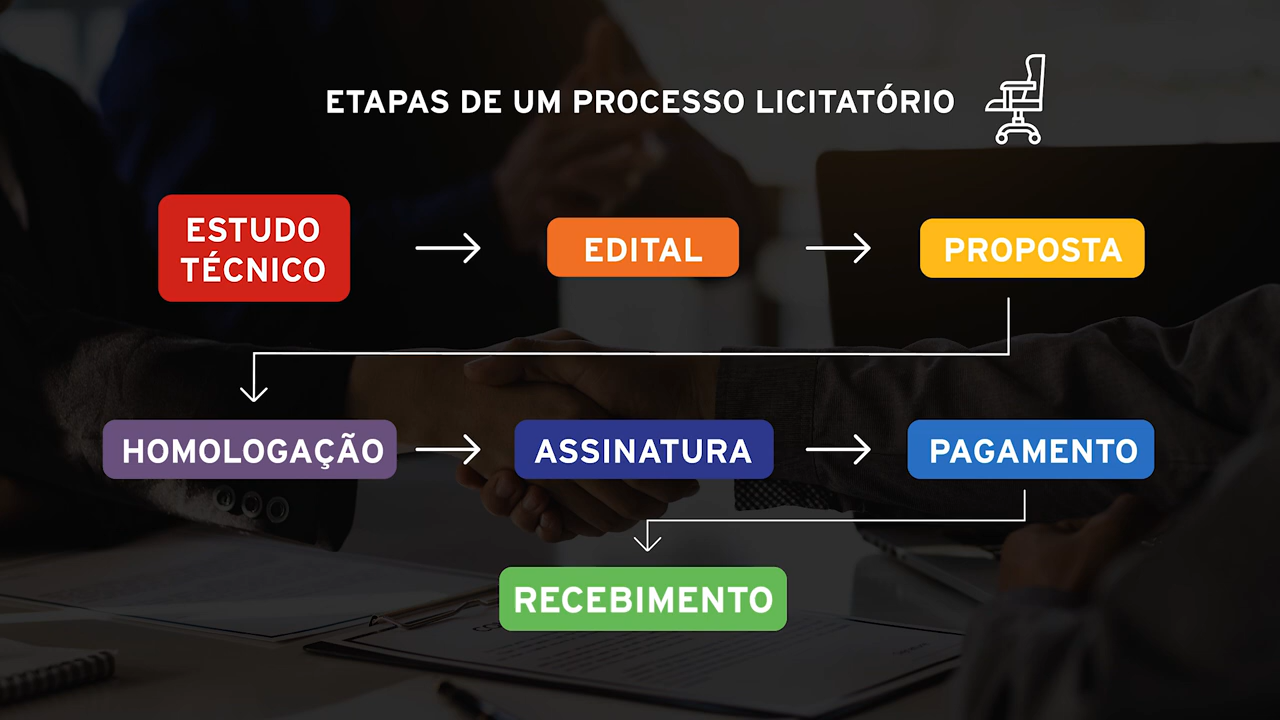 ETAPAS DE UM PROCESSO LICITATÓRIO
ESTUDO
TÉCNICO
EDITAL
PROPOSTA
HOMOLOGAÇÃO
ASSINATURA
PAGAMENTO
RECEBIMENTO